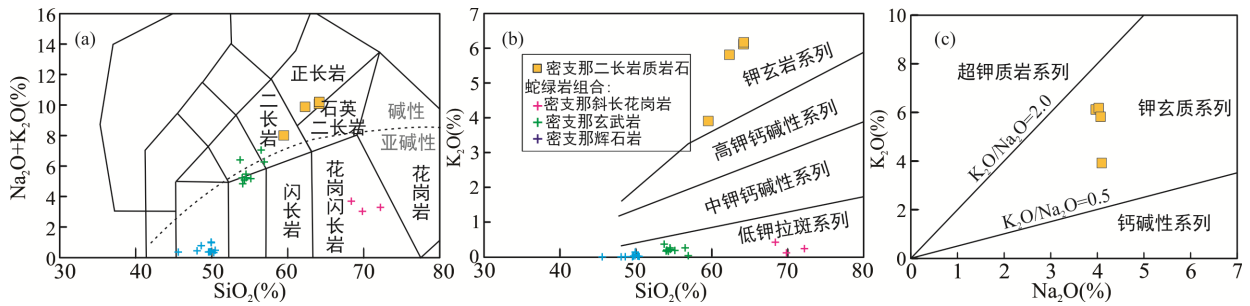 (a)
16
14
12
10
8
6
4
2
0
Na₂O+K₂O(%)
30
40
50
60
70
80
SiO₂(%)
正长岩
二长岩
石英
二长岩
碱性
亚碱性
闪长岩
花岗闪长岩
花岗岩
(b)
7
6
5
4
3
2
1
0
K₂O(%)
30
40
50
60
70
80
SiO₂(%)
密支那二长岩质岩石
蛇绿岩组合:
密支那斜长花岗岩
密支那玄武岩
密支那辉石岩
钾玄岩系列
高钾钙碱性系列
中钾钙碱性系列
低钾拉斑系列
(c)
10
8
6
4
2
0
K₂O(%)
0
1
2
3
4
5
6
7
Na₂O(%)
超钾质岩系列
K₂O/Na₂O=2.0
钾玄质系列
K₂O/Na₂O=0.5
钙碱性系列